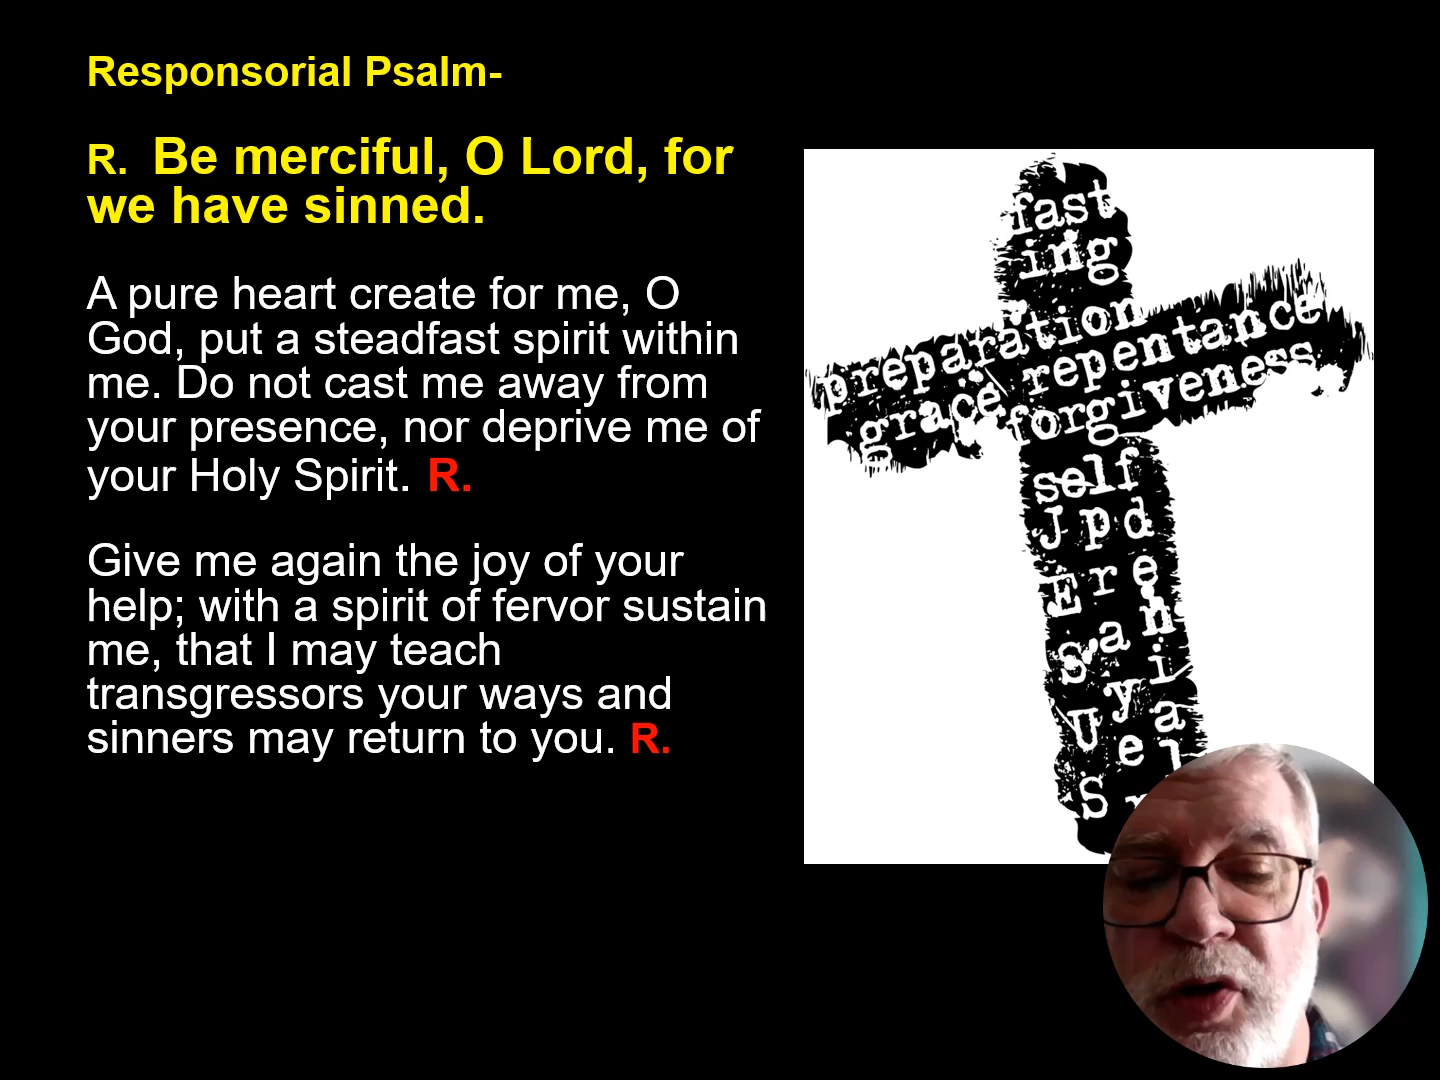 Responsorial Psalm-
R. Be merciful, O Lord, for
we have sinned.
A pure heart create for me, O
God, put a steadfast spirit within
me. Do not cast me away from
your presence, nor deprive me of
your Holy Spirit. R.
Give me again the joy of your
help; with a spirit of fervor sustain
me, that I may teach
transgressors your ways and
sinners may return to you. R.
fast
ing
preparation
grace repentance
forgiveness
self
denial
Jesus
prayer